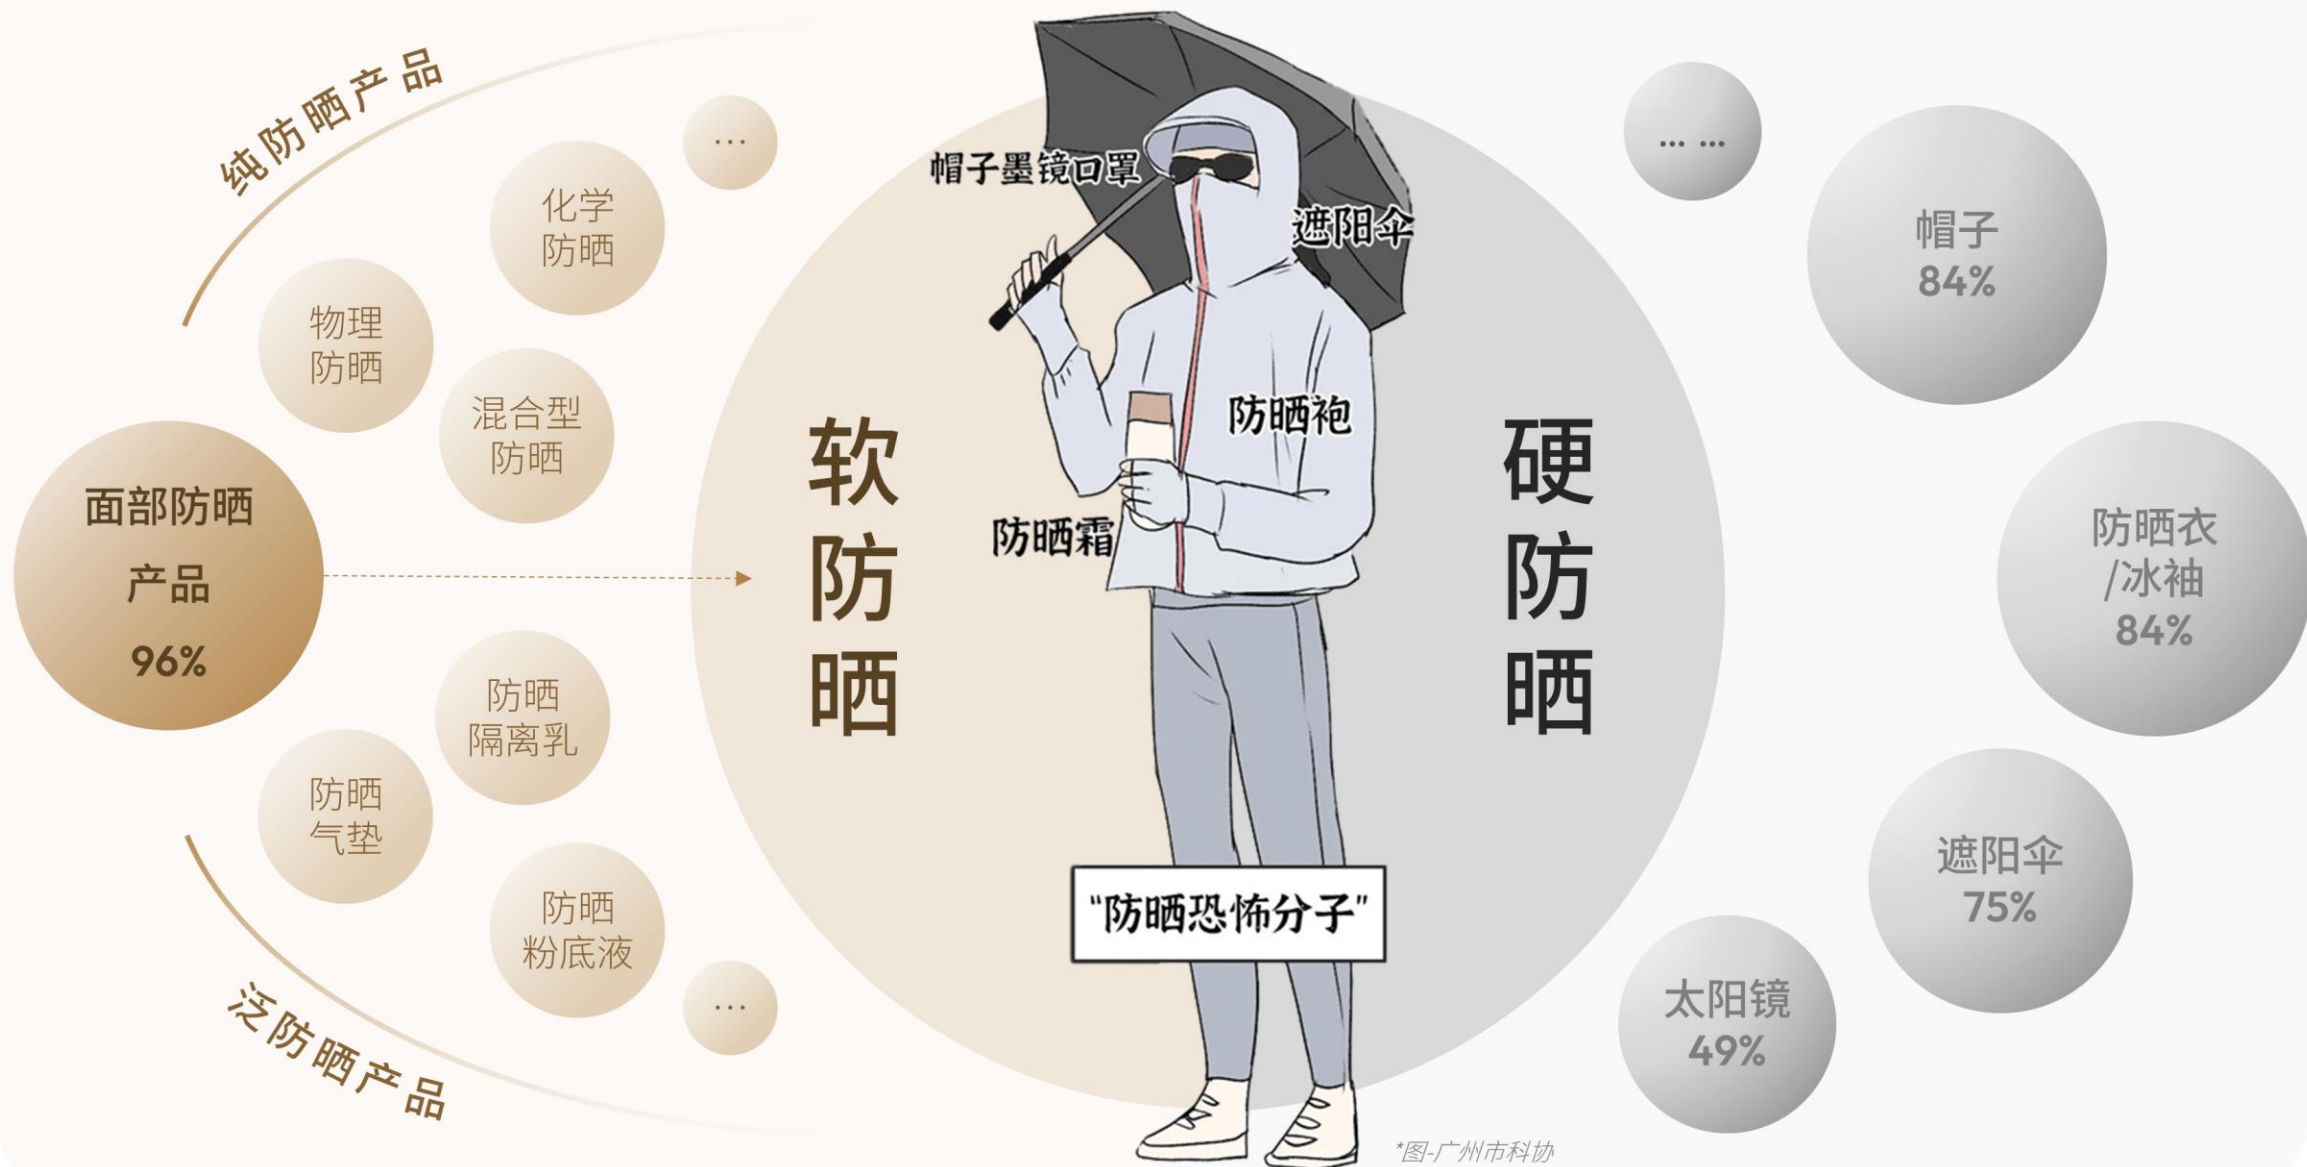 纯防晒产品
…
化学
防晒
物理
防晒
混合型
防晒
面部防晒
产品
96%
防晒
隔离乳
防晒
气垫
防晒
粉底液
…
泛防晒产品
软
防
晒
帽子墨镜口罩
遮阳伞
防晒袍
防晒霜
“防晒恐怖分子”
硬
防
晒
… …
帽子
84%
防晒衣
/冰袖
84%
遮阳伞
75%
太阳镜
49%
*图-广州市科协